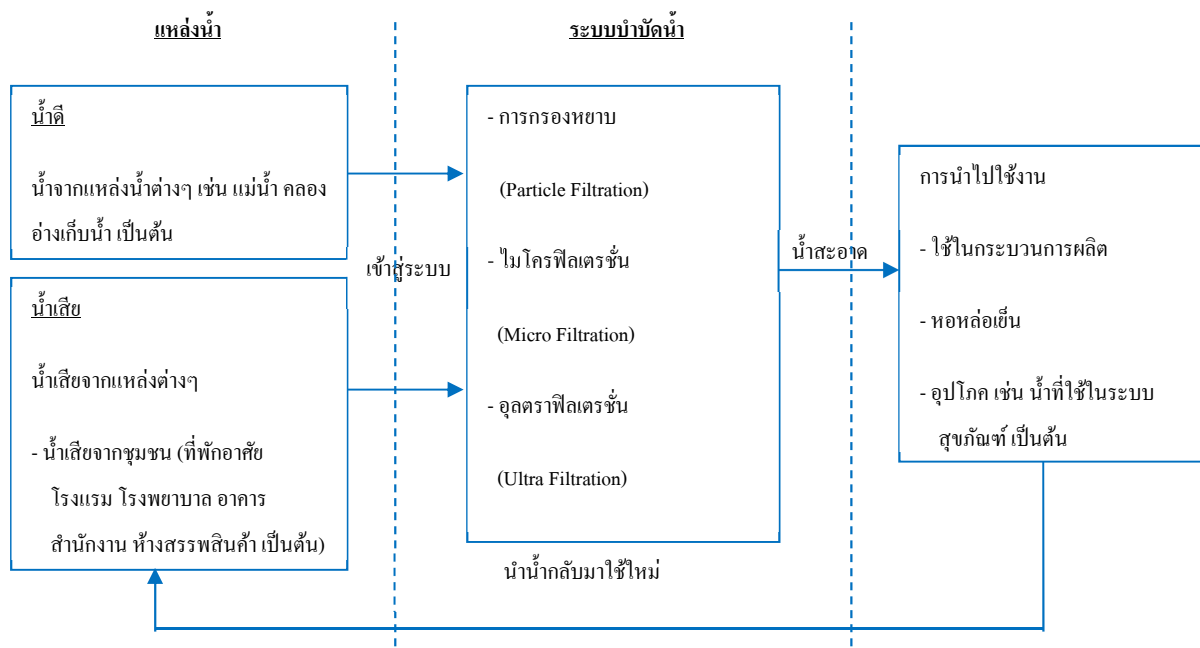 แหล่งน้ำ
ระบบบำบัดน้ำ
น้ำดี
น้ำจากแหล่งน้ำต่างๆ เช่น แม่น้ำ คลอง
อ่างเก็บน้ำ เป็นต้น
น้ำเสีย
น้ำเสียจากแหล่งต่างๆ
- น้ำเสียจากชุมชน (ที่พักอาศัย
โรงแรม โรงพยาบาล อาคาร
สำนักงาน ห้างสรรพสินค้า เป็นต้น)
เข้าสู่ระบบ
- การกรองหยาบ
(Particle Filtration)
- ไมโครฟิลเตรชั่น
(Micro Filtration)
- อุลตราฟิลเตรชั่น
(Ultra Filtration)
น้ำสะอาด
การนำไปใช้งาน
- ใช้ในกระบวนการผลิต
- หอหล่อเย็น
- อุปโภค เช่น น้ำที่ใช้ในระบบ
สุขภัณฑ์ เป็นต้น
นำน้ำกลับมาใช้ใหม่